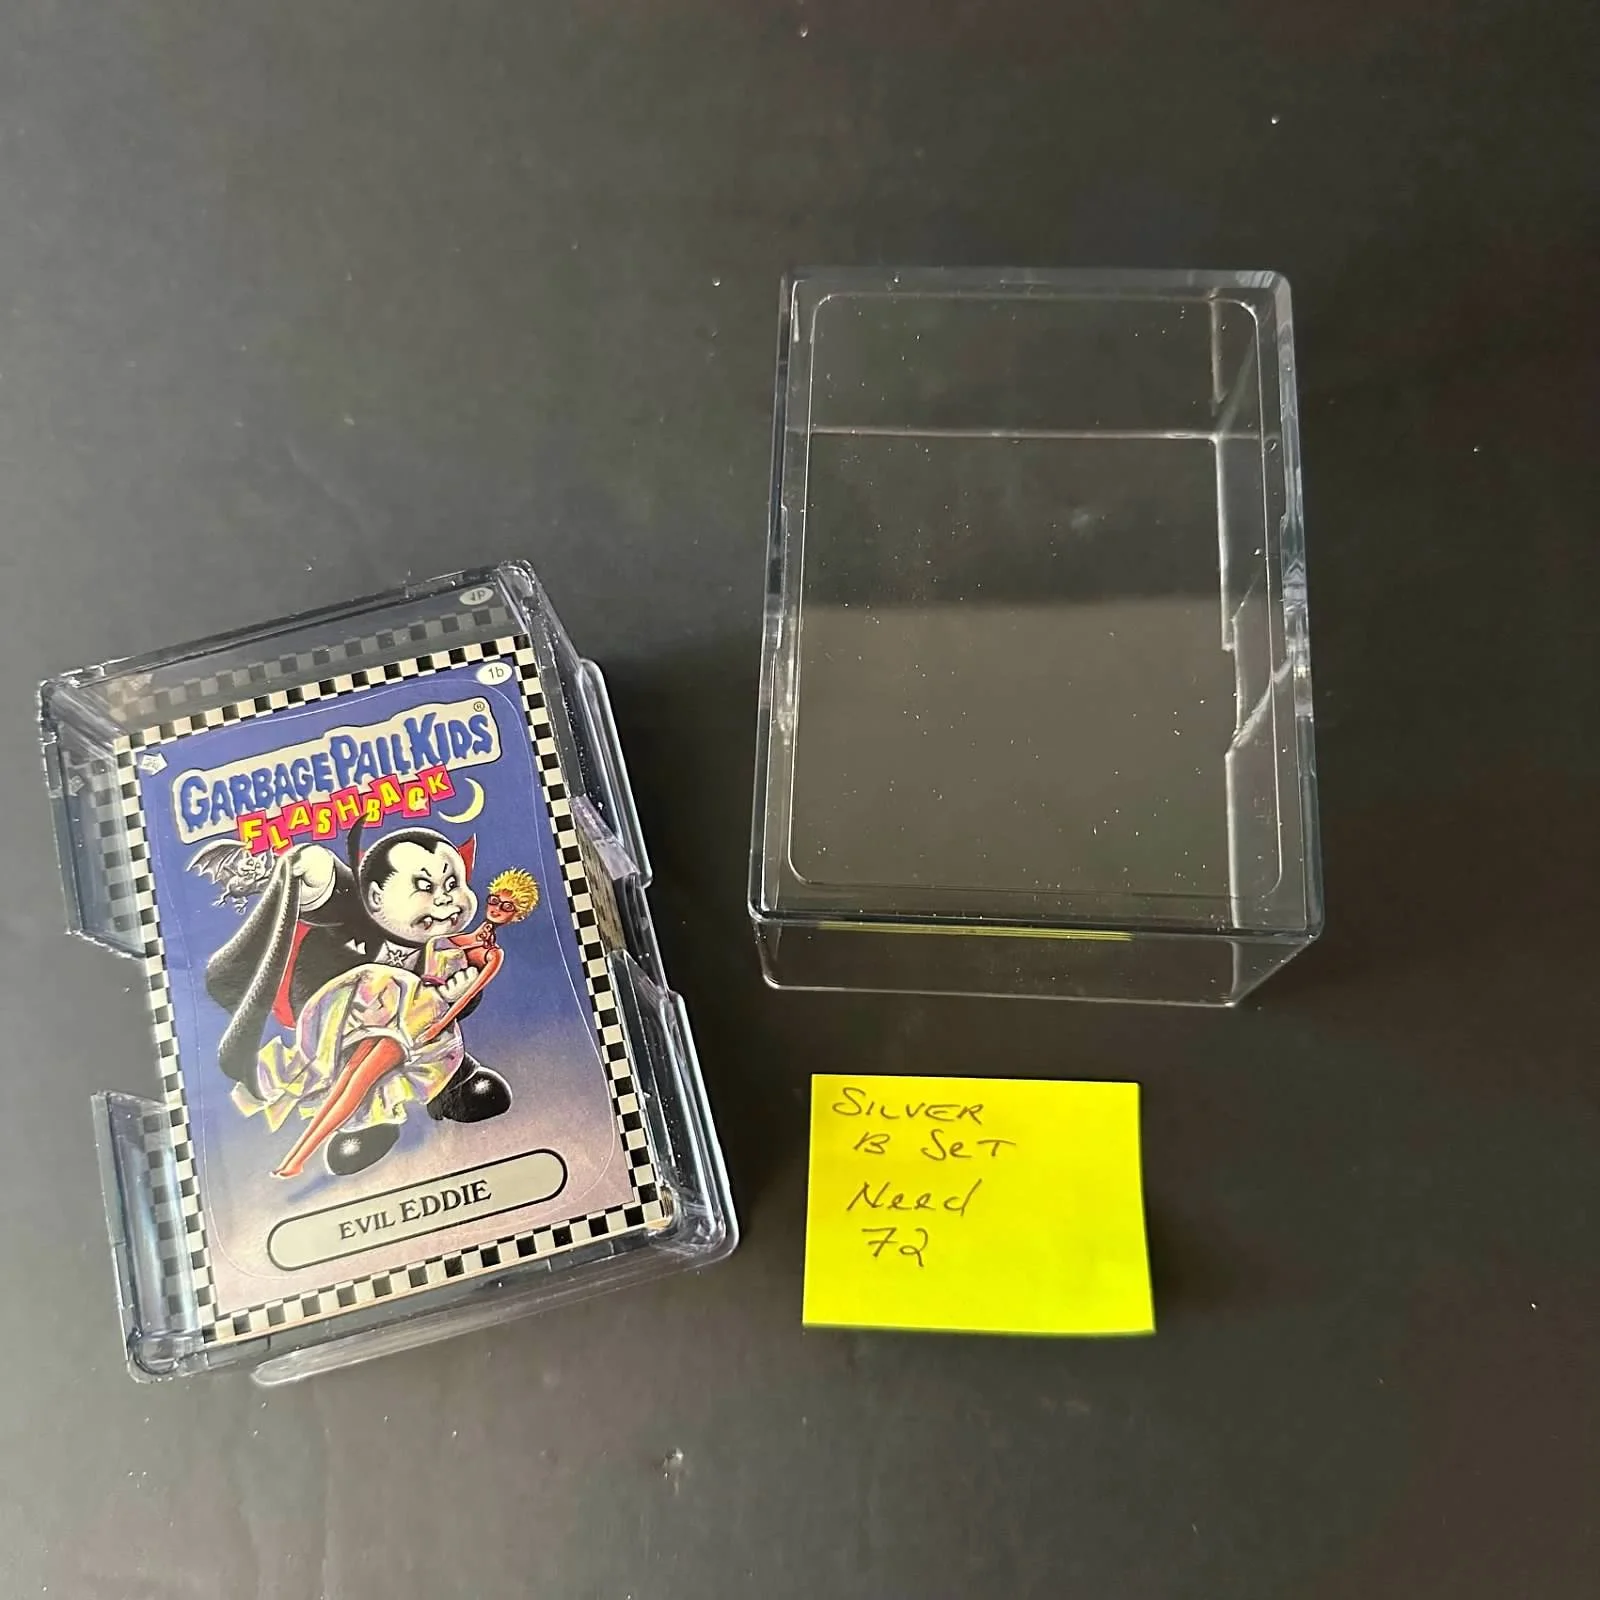 1b
GARBAGE PAIL KIDS®
FLASHBACK
EVIL EDDIE
SILVER
B SET
Need
72